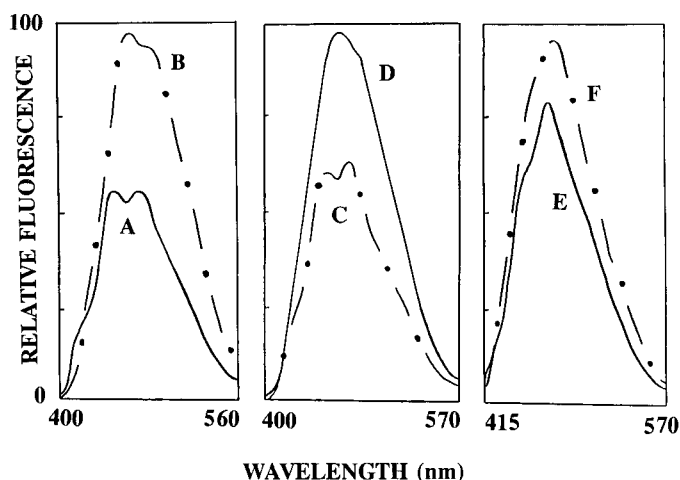 100
RELATIVE FLUORESCENCE
0
A
B
C
D
E
F
400
560
400
570
415
570
WAVELENGTH (nm)